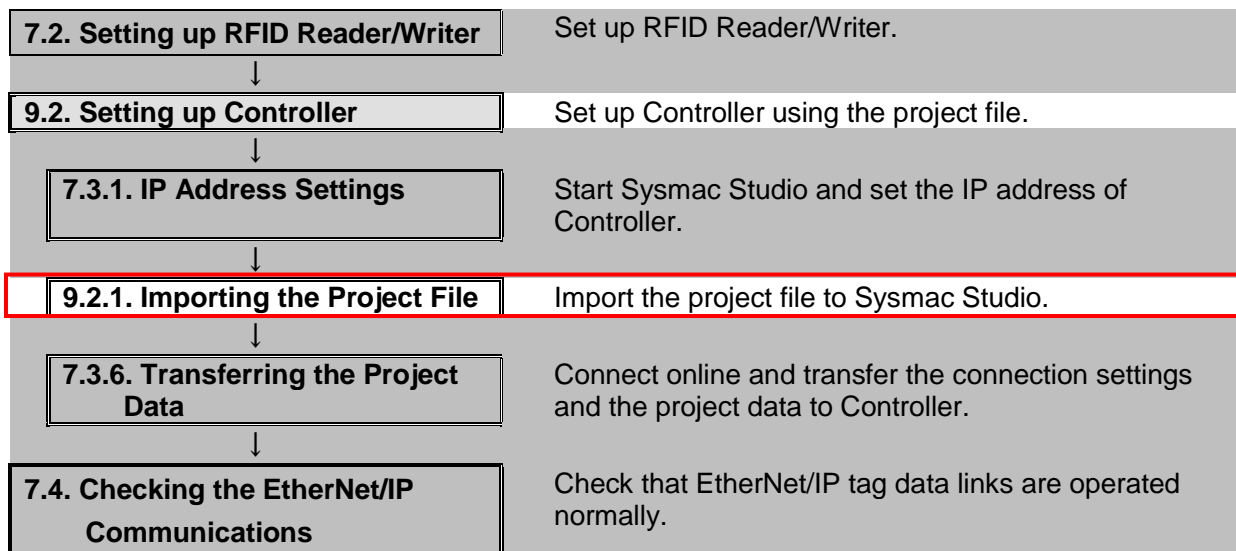 7.2. Setting up RFID Reader/Writer
Set up RFID Reader/Writer.
↓
9.2. Setting up Controller
Set up Controller using the project file.
↓
7.3.1. IP Address Settings
Start Sysmac Studio and set the IP address of
Controller.
↓
9.2.1. Importing the Project File
Import the project file to Sysmac Studio.
↓
7.3.6. Transferring the Project
Data
Connect online and transfer the connection settings
and the project data to Controller.
↓
7.4. Checking the EtherNet/IP
Communications
Check that EtherNet/IP tag data links are operated
normally.